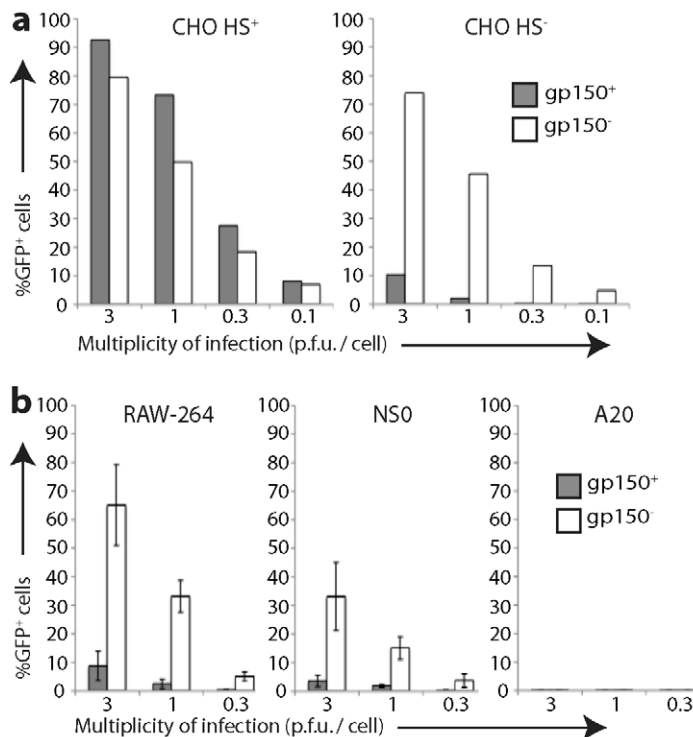 a
CHO HS⁺ CHO HS⁻
100 100
90 90
80 80
70 70
60 60
50 50
40 40
30 30
20 20
10 10
0 0
%GFP⁺ cells
gp150⁺
gp150⁻
3 1 0.3 0.1 3 1 0.3 0.1
Multiplicity of infection (p.f.u. / cell)
b
RAW-264 NS0 A20
100 100 100
90 90 90
80 80 80
70 70 70
60 60 60
50 50 50
40 40 40
30 30 30
20 20 20
10 10 10
0 0 0
%GFP⁺ cells
gp150⁺
gp150⁻
3 1 0.3 3 1 0.3 3 1 0.3
Multiplicity of infection (p.f.u. / cell)